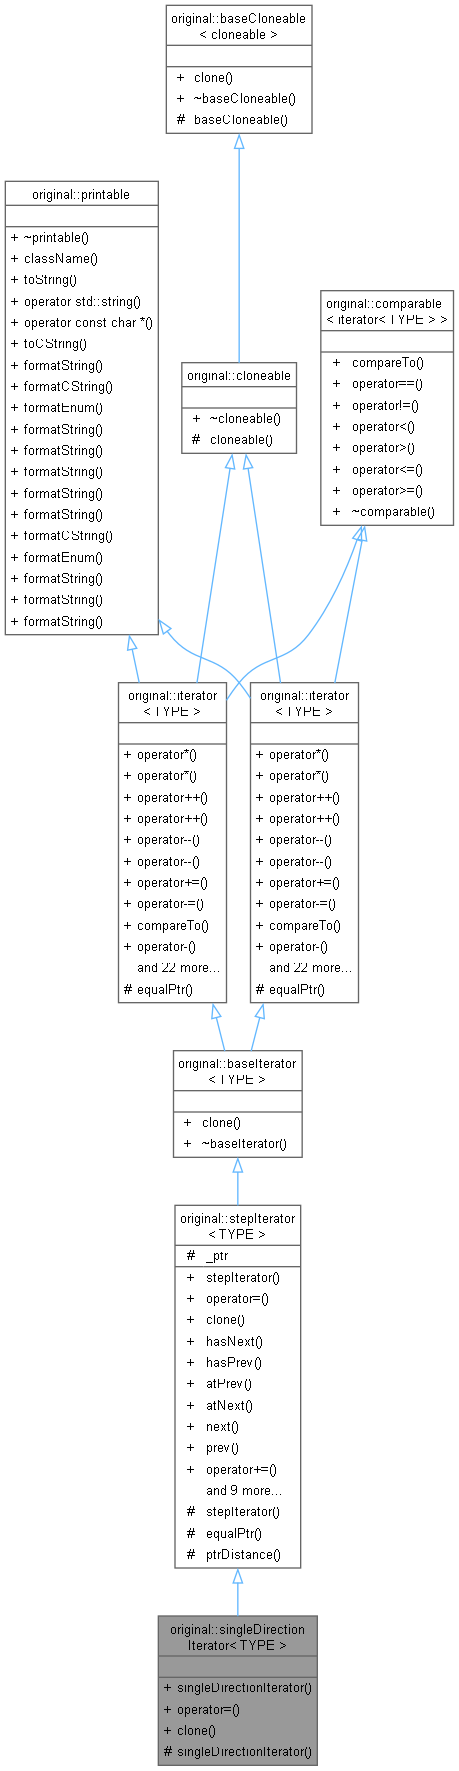 original::baseCloneable
< cloneable >
+ clone()
+ ~baseCloneable()
# baseCloneable()
original::printable
+ ~printable()
+ className()
+ toString()
+ operator std::string()
+ operator const char *()
+ toCString()
+ formatString()
+ formatCString()
+ formatEnum()
+ formatString()
+ formatString()
+ formatString()
+ formatString()
+ formatString()
+ formatCString()
+ formatEnum()
+ formatString()
+ formatString()
+ formatString()
original::comparable
< iterator< TYPE > >
+ compareTo()
+ operator==()
+ operator!=()
+ operator<()
+ operator>()
+ operator<=()
+ operator>=()
+ ~comparable()
original::cloneable
+ ~cloneable()
# cloneable()
original::iterator
< TYPE >
+ operator*()
+ operator*()
+ operator++()
+ operator++()
+ operator--()
+ operator--()
+ operator+=()
+ operator-=()
+ compareTo()
+ operator-()
and 22 more...
# equalPtr()
original::iterator
< TYPE >
+ operator*()
+ operator*()
+ operator++()
+ operator++()
+ operator--()
+ operator--()
+ operator+=()
+ operator-=()
+ compareTo()
+ operator-()
and 22 more...
# equalPtr()
original::baseIterator
< TYPE >
+ clone()
+ ~baseIterator()
original::stepIterator
< TYPE >
# _ptr
+ stepIterator()
+ operator=()
+ clone()
+ hasNext()
+ hasPrev()
+ atPrev()
+ atNext()
+ next()
+ prev()
+ operator+=()
and 9 more...
# stepIterator()
# equalPtr()
# ptrDistance()
original::singleDirection
Iterator< TYPE >
+ singleDirectionIterator()
+ operator=()
+ clone()
# singleDirectionIterator()